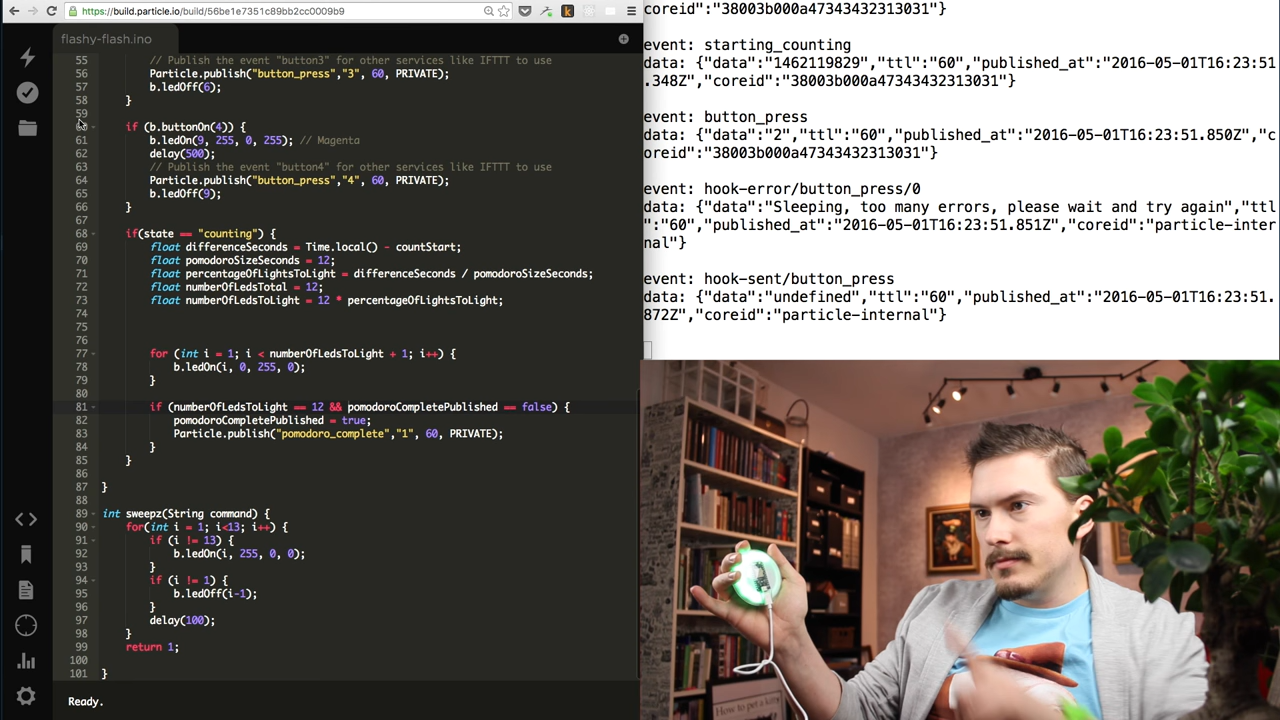 https://build.particle.io/build/56be1e7351c89bb2cc0009b9
flashy-flash.ino
55 // Publish the event "button3" for other services like IFTTT to use
56 Particle.publish("button_press","3", 60, PRIVATE);
57 b.ledOff(6);
58 }
59
60 if (b.buttonOn(4)) {
61 b.ledOn(9, 255, 0, 255); // Magenta
62 delay(500);
63 // Publish the event "button4" for other services like IFTTT to use
64 Particle.publish("button_press","4", 60, PRIVATE);
65 b.ledOff(9);
66 }
67
68 if(state == "counting") {
69 float differenceSeconds = Time.local() - countStart;
70 float pomodoroSizeSeconds = 12;
71 float percentageOfLightsToLight = differenceSeconds / pomodoroSizeSeconds;
72 float numberOfLedsTotal = 12;
73 float numberOfLedsToLight = 12 * percentageOfLightsToLight;
74
75
76
77 for (int i = 1; i < numberOfLedsToLight + 1; i++) {
78 b.ledOn(i, 0, 255, 0);
79 }
80
81 if (numberOfLedsToLight == 12 && pomodoroCompletePublished == false) {
82 pomodoroCompletePublished = true;
83 Particle.publish("pomodoro_complete","1", 60, PRIVATE);
84 }
85 }
86
87 }
88
89 int sweepz(String command) {
90 for(int i = 1; i<13; i++) {
91 if (i != 13) {
92 b.ledOn(i, 255, 0, 0);
93 }
94 if (i != 1) {
95 b.ledOff(i-1);
96 }
97 delay(100);
98 }
99 return 1;
100
101 }
Ready.
coreid":"38003b000a47343432313031"}
event: starting_counting
data: {"data":"1462119829","ttl":"60","published_at":"2016-05-01T16:23:51
.348Z","coreid":"38003b000a47343432313031"}
event: button_press
data: {"data":"2","ttl":"60","published_at":"2016-05-01T16:23:51.850Z","c
oreid":"38003b000a47343432313031"}
event: hook-error/button_press/0
data: {"data":"Sleeping, too many errors, please wait and try again","ttl
":"60","published_at":"2016-05-01T16:23:51.851Z","coreid":"particle-inter
nal"}
event: hook-sent/button_press
data: {"data":"undefined","ttl":"60","published_at":"2016-05-01T16:23:51.
872Z","coreid":"particle-internal"}
How to pet a